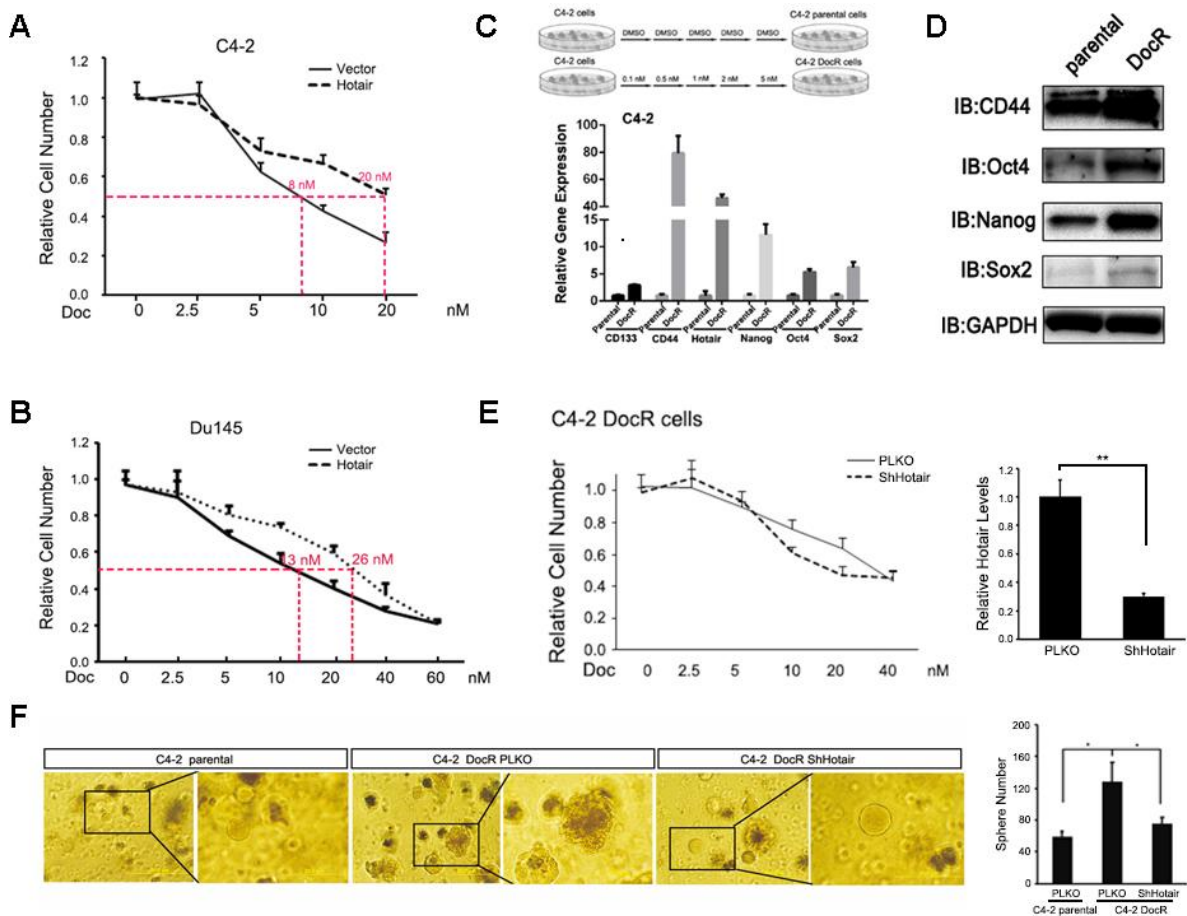 A
C4-2
Vector
Hotair
Relative Cell Number
1.2
1.0
0.8
0.6
0.4
0.2
0.0
8 nM
20 nM
Doc 0 2.5 5 10 20 nM
B
Du145
Vector
Hotair
Relative Cell Number
1.2
1.0
0.8
0.6
0.4
0.2
0.0
13 nM 26 nM
Doc 0 2.5 5 10 20 40 60 nM
C
C4-2 cells DMSO DMSO DMSO DMSO DMSO C4-2 parental cells
C4-2 cells 0.1 nM 0.5 nM 1 nM 2 nM 5 nM C4-2 DocR cells
C4-2
Relative Gene Expression
100
80
60
40
15
10
5
0
Parental DocR Parental DocR Parental DocR Parental DocR Parental DocR Parental DocR
CD133 CD44 Hotair Nanog Oct4 Sox2
D
parental DocR
IB:CD44
IB:Oct4
IB:Nanog
IB:Sox2
IB:GAPDH
E
C4-2 DocR cells
PLKO
ShHotair
Relative Cell Number
1.2
1.0
0.8
0.6
0.4
0.2
0.0
Doc 0 2.5 5 10 20 40 nM
Relative Hotair Levels
1.2
1.0
0.8
0.6
0.4
0.2
0.0
**
PLKO ShHotair
F
C4-2 parental C4-2 DocR PLKO C4-2 DocR ShHotair
Sphere Number
200
160
120
80
40
0
* *
PLKO PLKO ShHotair
C4-2 parental C4-2 DocR